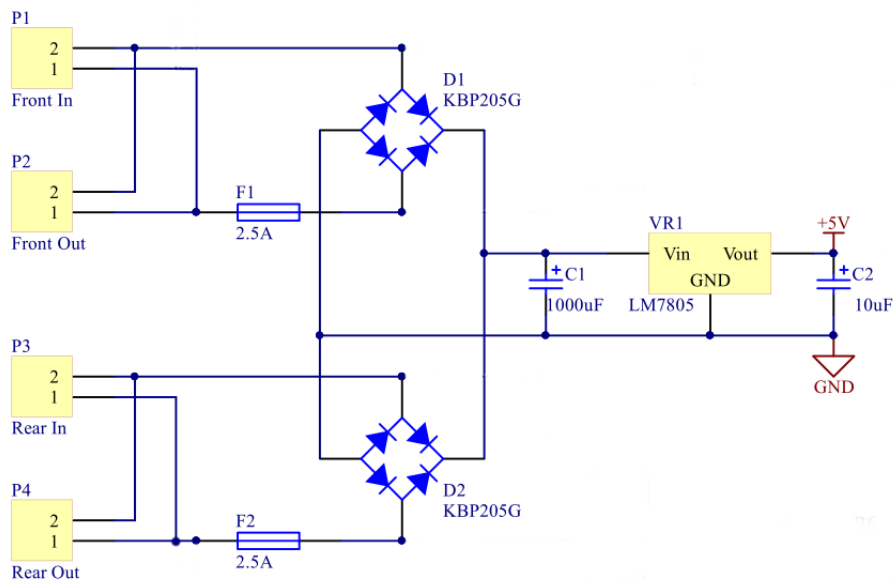 P1
2
1
Front In
P2
2
1
Front Out
F1
2.5A
D1
KBP205G
VR1
Vin
Vout
GND
LM7805
C1
1000uF
+5V
C2
10uF
GND
P3
2
1
Rear In
P4
2
1
Rear Out
F2
2.5A
D2
KBP205G